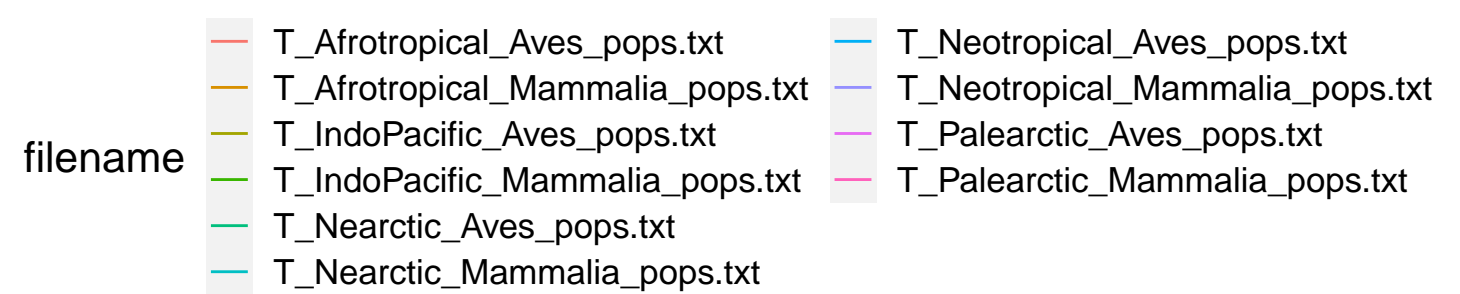 filename
T_Afrotropical_Aves_pops.txt
T_Afrotropical_Mammalia_pops.txt
T_IndoPacific_Aves_pops.txt
T_IndoPacific_Mammalia_pops.txt
T_Nearctic_Aves_pops.txt
T_Nearctic_Mammalia_pops.txt
T_Neotropical_Aves_pops.txt
T_Neotropical_Mammalia_pops.txt
T_Palearctic_Aves_pops.txt
T_Palearctic_Mammalia_pops.txt